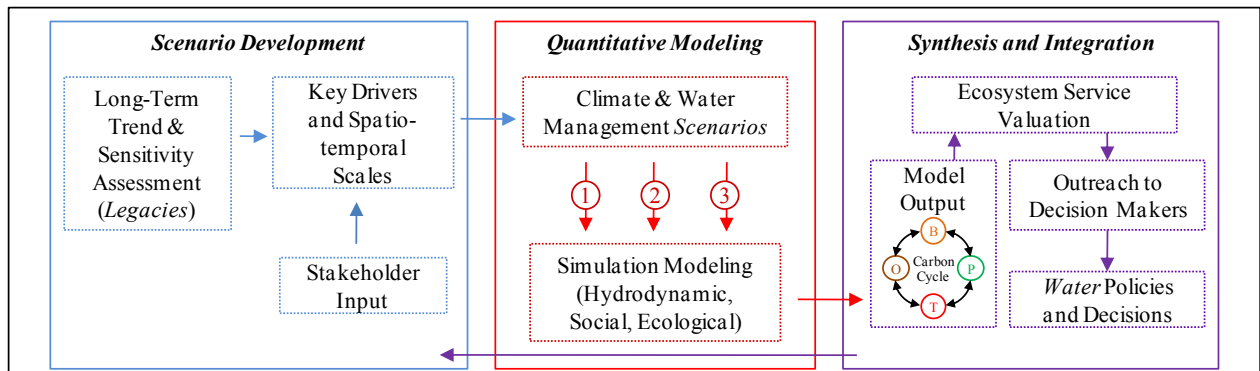 Scenario Development
Long-Term
Trend &
Sensitivity
Assessment
(Legacies)
Key Drivers
and Spatio-
temporal
Scales
Stakeholder
Input
Quantitative Modeling
Climate & Water
Management Scenarios
1 2 3
Simulation Modeling
(Hydrodynamic,
Social, Ecological)
Synthesis and Integration
Ecosystem Service
Valuation
Model
Output
B
O Carbon P
Cycle
T
Outreach to
Decision Makers
Water Policies
and Decisions